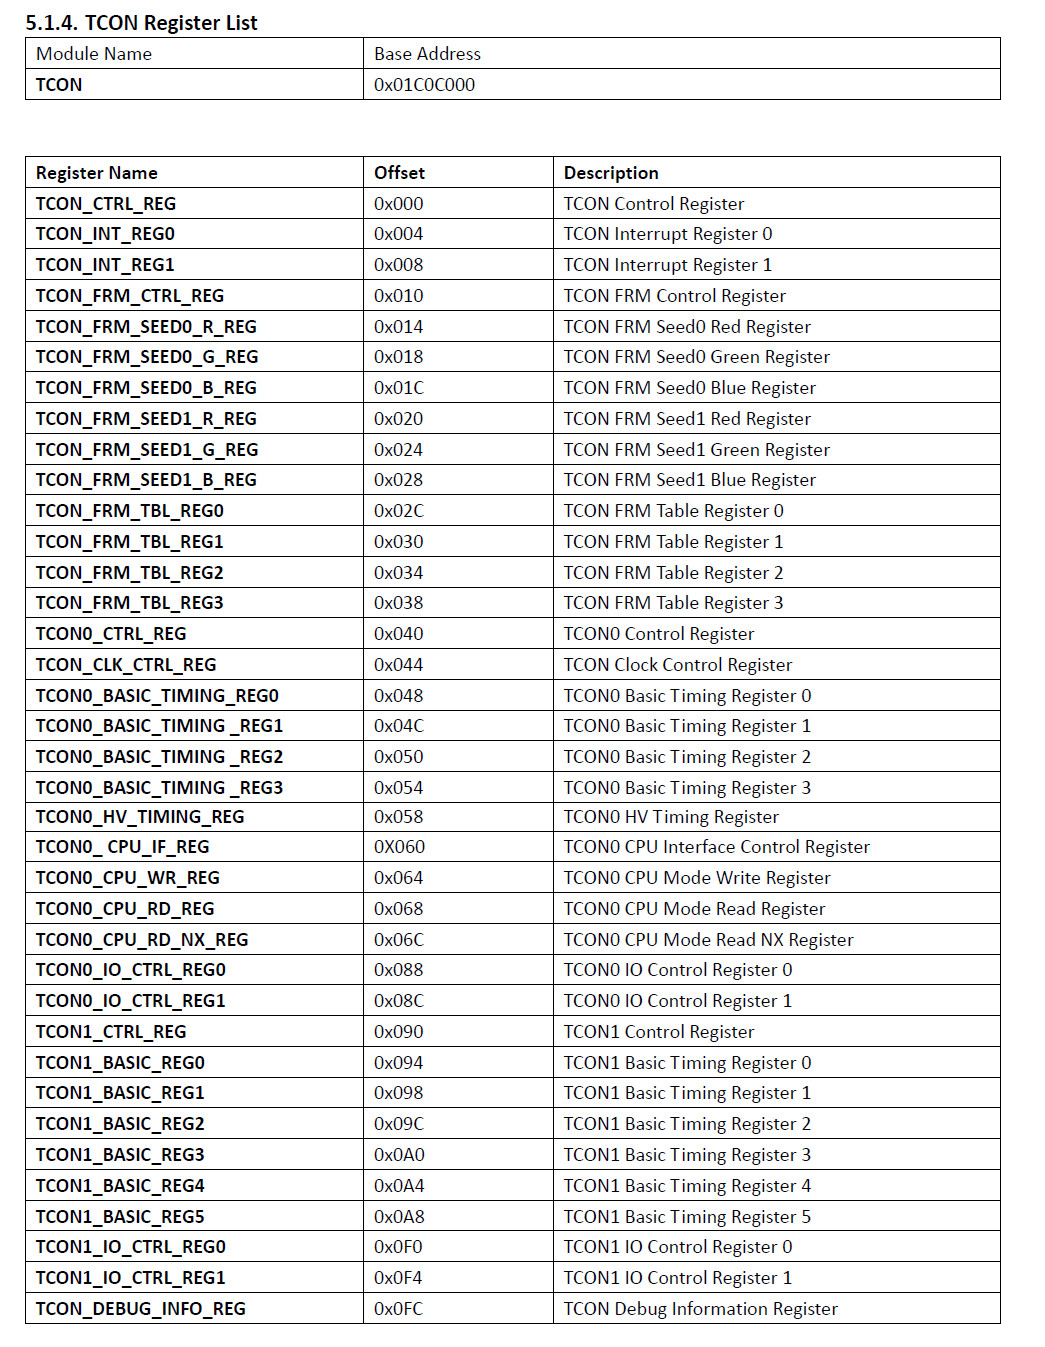 5.1.4. TCON Register List
Module Name Base Address
TCON 0x01C0C000
Register Name Offset Description
TCON_CTRL_REG 0x000 TCON Control Register
TCON_INT_REG0 0x004 TCON Interrupt Register 0
TCON_INT_REG1 0x008 TCON Interrupt Register 1
TCON_FRM_CTRL_REG 0x010 TCON FRM Control Register
TCON_FRM_SEED0_R_REG 0x014 TCON FRM Seed0 Red Register
TCON_FRM_SEED0_G_REG 0x018 TCON FRM Seed0 Green Register
TCON_FRM_SEED0_B_REG 0x01C TCON FRM Seed0 Blue Register
TCON_FRM_SEED1_R_REG 0x020 TCON FRM Seed1 Red Register
TCON_FRM_SEED1_G_REG 0x024 TCON FRM Seed1 Green Register
TCON_FRM_SEED1_B_REG 0x028 TCON FRM Seed1 Blue Register
TCON_FRM_TBL_REG0 0x02C TCON FRM Table Register 0
TCON_FRM_TBL_REG1 0x030 TCON FRM Table Register 1
TCON_FRM_TBL_REG2 0x034 TCON FRM Table Register 2
TCON_FRM_TBL_REG3 0x038 TCON FRM Table Register 3
TCON0_CTRL_REG 0x040 TCON0 Control Register
TCON_CLK_CTRL_REG 0x044 TCON Clock Control Register
TCON0_BASIC_TIMING_REG0 0x048 TCON0 Basic Timing Register 0
TCON0_BASIC_TIMING _REG1 0x04C TCON0 Basic Timing Register 1
TCON0_BASIC_TIMING _REG2 0x050 TCON0 Basic Timing Register 2
TCON0_BASIC_TIMING _REG3 0x054 TCON0 Basic Timing Register 3
TCON0_HV_TIMING_REG 0x058 TCON0 HV Timing Register
TCON0_ CPU_IF_REG 0X060 TCON0 CPU Interface Control Register
TCON0_CPU_WR_REG 0x064 TCON0 CPU Mode Write Register
TCON0_CPU_RD_REG 0x068 TCON0 CPU Mode Read Register
TCON0_CPU_RD_NX_REG 0x06C TCON0 CPU Mode Read NX Register
TCON0_IO_CTRL_REG0 0x088 TCON0 IO Control Register 0
TCON0_IO_CTRL_REG1 0x08C TCON0 IO Control Register 1
TCON1_CTRL_REG 0x090 TCON1 Control Register
TCON1_BASIC_REG0 0x094 TCON1 Basic Timing Register 0
TCON1_BASIC_REG1 0x098 TCON1 Basic Timing Register 1
TCON1_BASIC_REG2 0x09C TCON1 Basic Timing Register 2
TCON1_BASIC_REG3 0x0A0 TCON1 Basic Timing Register 3
TCON1_BASIC_REG4 0x0A4 TCON1 Basic Timing Register 4
TCON1_BASIC_REG5 0x0A8 TCON1 Basic Timing Register 5
TCON1_IO_CTRL_REG0 0x0F0 TCON1 IO Control Register 0
TCON1_IO_CTRL_REG1 0x0F4 TCON1 IO Control Register 1
TCON_DEBUG_INFO_REG 0x0FC TCON Debug Information Register